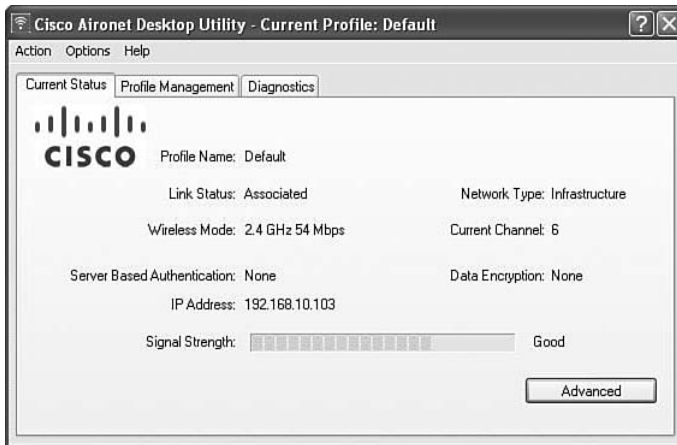 Cisco Aironet Desktop Utility - Current Profile: Default
Action Options Help
Current Status Profile Management Diagnostics
CISCO
Profile Name: Default
Link Status: Associated Network Type: Infrastructure
Wireless Mode: 2.4 GHz 54 Mbps Current Channel: 6
Server Based Authentication: None Data Encryption: None
IP Address: 192.168.10.103
Signal Strength: Good
Advanced